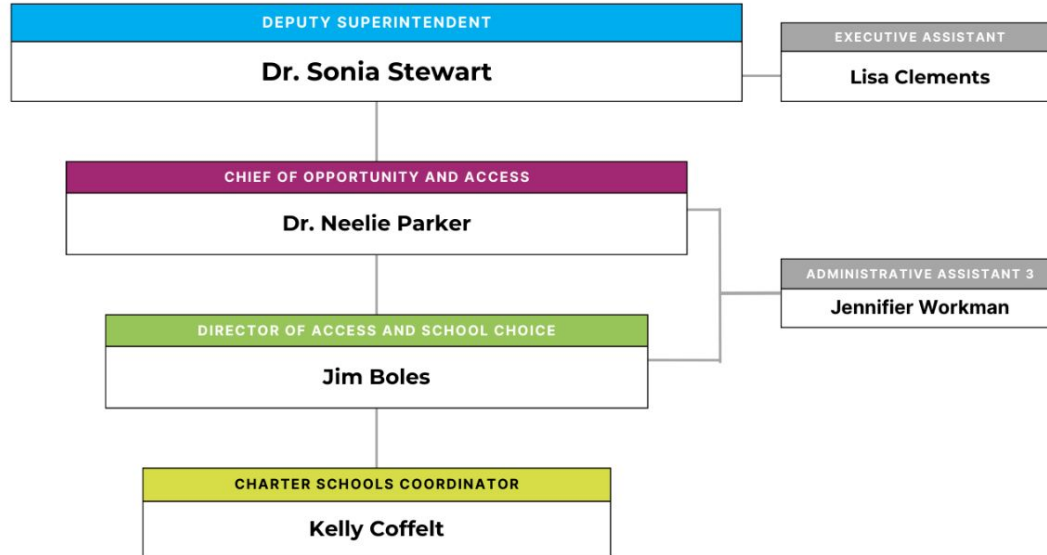 DEPUTY SUPERINTENDENT
Dr. Sonia Stewart
EXECUTIVE ASSISTANT
Lisa Clements
CHIEF OF OPPORTUNITY AND ACCESS
Dr. Neelie Parker
ADMINISTRATIVE ASSISTANT 3
Jennifier Workman
DIRECTOR OF ACCESS AND SCHOOL CHOICE
Jim Boles
CHARTER SCHOOLS COORDINATOR
Kelly Coffelt